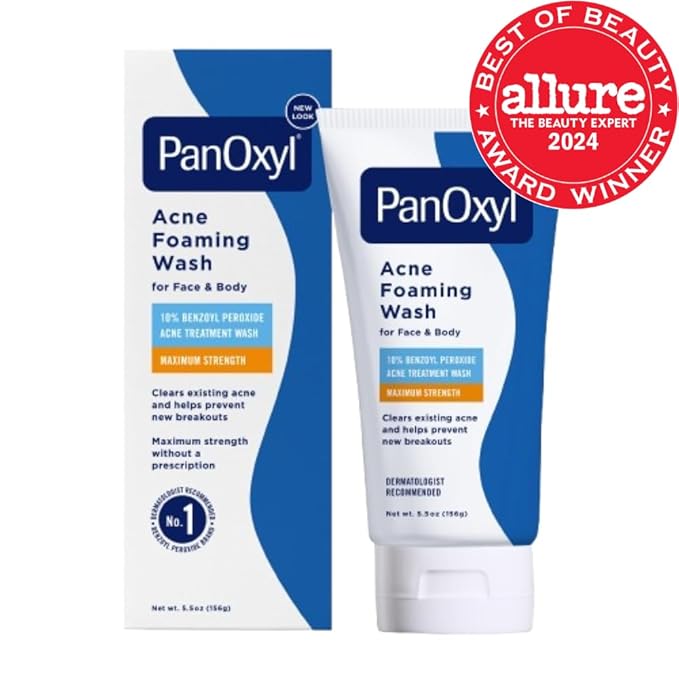 NEW
LOOK
PanOxyl®
Acne
Foaming
Wash
for Face & Body
10% BENZOYL PEROXIDE
ACNE TREATMENT WASH
MAXIMUM STRENGTH
Clears existing acne
and helps prevent
new breakouts
Maximum strength
without a
prescription
DERMATOLOGIST RECOMMENDED
No. 1
BENZOYL PEROXIDE BRAND
Net wt. 5.5oz (156g)
PanOxyl
Acne
Foaming
Wash
for Face & Body
10% BENZOYL PEROXIDE
ACNE TREATMENT WASH
MAXIMUM STRENGTH
Clears existing acne
and helps prevent
new breakouts
DERMATOLOGIST
RECOMMENDED
Net wt. 5.5oz (156g)
BEST OF BEAUTY
allure
THE BEAUTY EXPERT
2024
AWARD WINNER